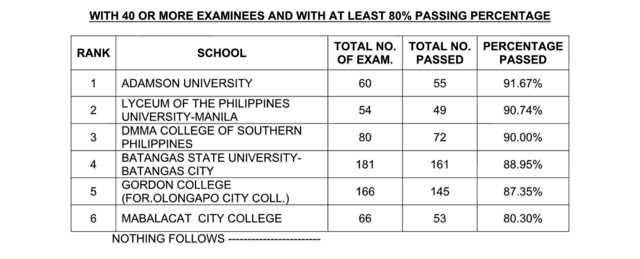 WITH 40 OR MORE EXAMINEES AND WITH AT LEAST 80% PASSING PERCENTAGE
RANK SCHOOL TOTAL NO. OF EXAM. TOTAL NO. PASSED PERCENTAGE PASSED
1 ADAMSON UNIVERSITY 60 55 91.67%
2 LYCEUM OF THE PHILIPPINES UNIVERSITY-MANILA 54 49 90.74%
3 DMMA COLLEGE OF SOUTHERN PHILIPPINES 80 72 90.00%
4 BATANGAS STATE UNIVERSITY-BATANGAS CITY 181 161 88.95%
5 GORDON COLLEGE (FOR.OLONGAPO CITY COLL.) 166 145 87.35%
6 MABALACAT CITY COLLEGE 66 53 80.30%
NOTHING FOLLOWS ------------------------